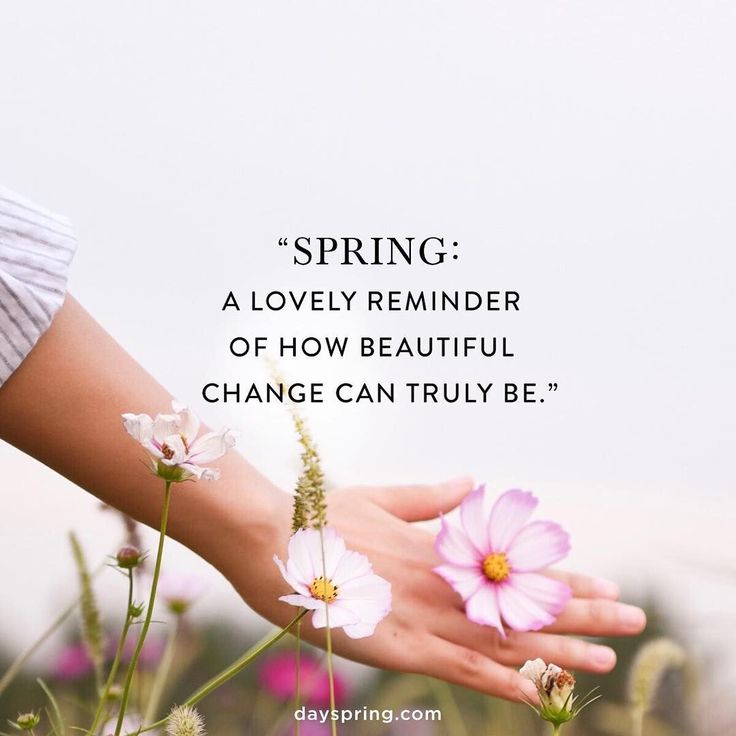 “SPRING:
A LOVELY REMINDER
OF HOW BEAUTIFUL
CHANGE CAN TRULY BE.”
dayspring.com